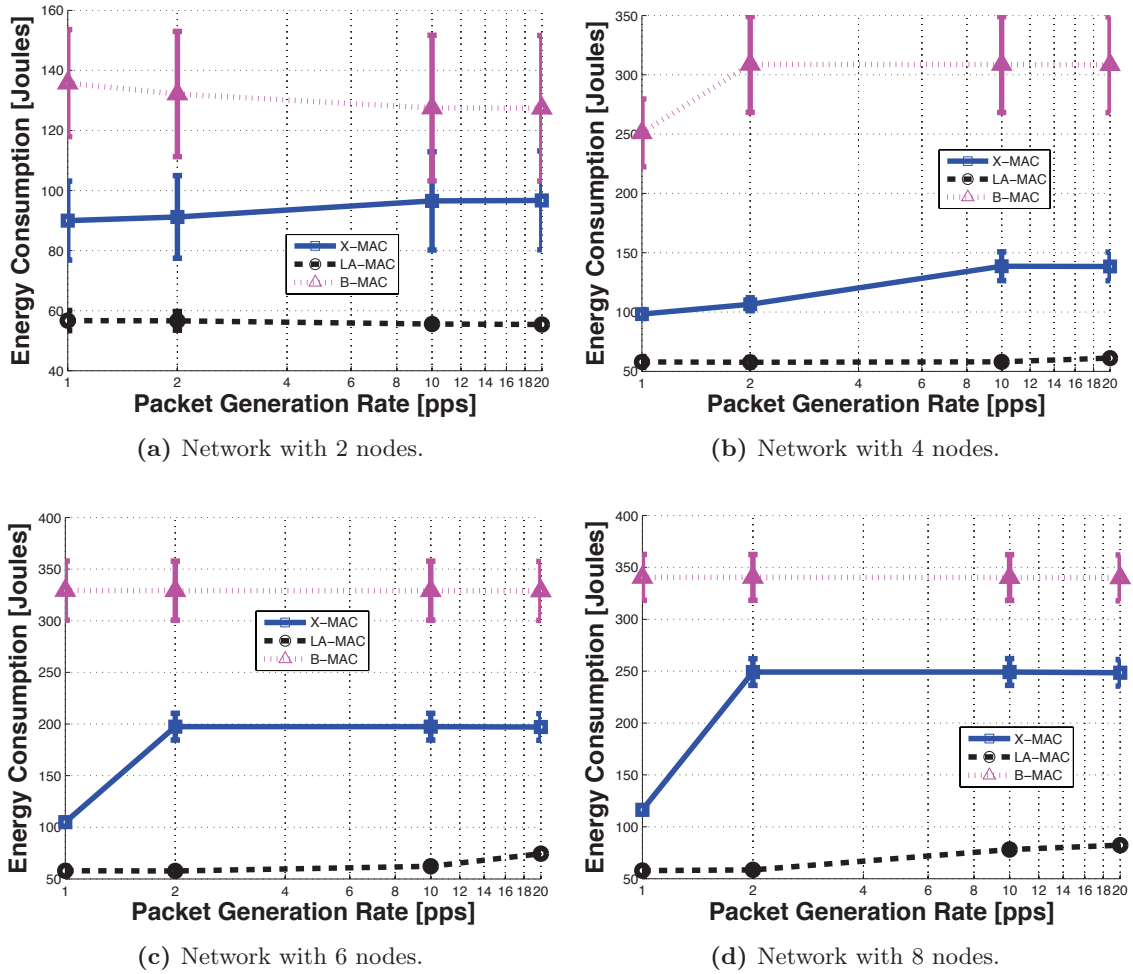 160
140
120
100
80
60
40
Energy Consumption [Joules]
X−MAC
LA−MAC
B−MAC
1 2 4 6 8 10 12 14 16 18 20
Packet Generation Rate [pps]
(a) Network with 2 nodes.
350
300
250
200
150
100
50
Energy Consumption [Joules]
X−MAC
LA−MAC
B−MAC
1 2 4 6 8 10 12 14 16 18 20
Packet Generation Rate [pps]
(b) Network with 4 nodes.
400
350
300
250
200
150
100
50
Energy Consumption [Joules]
X−MAC
LA−MAC
B−MAC
1 2 4 6 8 10 12 14 16 18 20
Packet Generation Rate [pps]
(c) Network with 6 nodes.
400
350
300
250
200
150
100
50
Energy Consumption [Joules]
X−MAC
LA−MAC
B−MAC
1 2 4 6 8 10 12 14 16 18 20
Packet Generation Rate [pps]
(d) Network with 8 nodes.